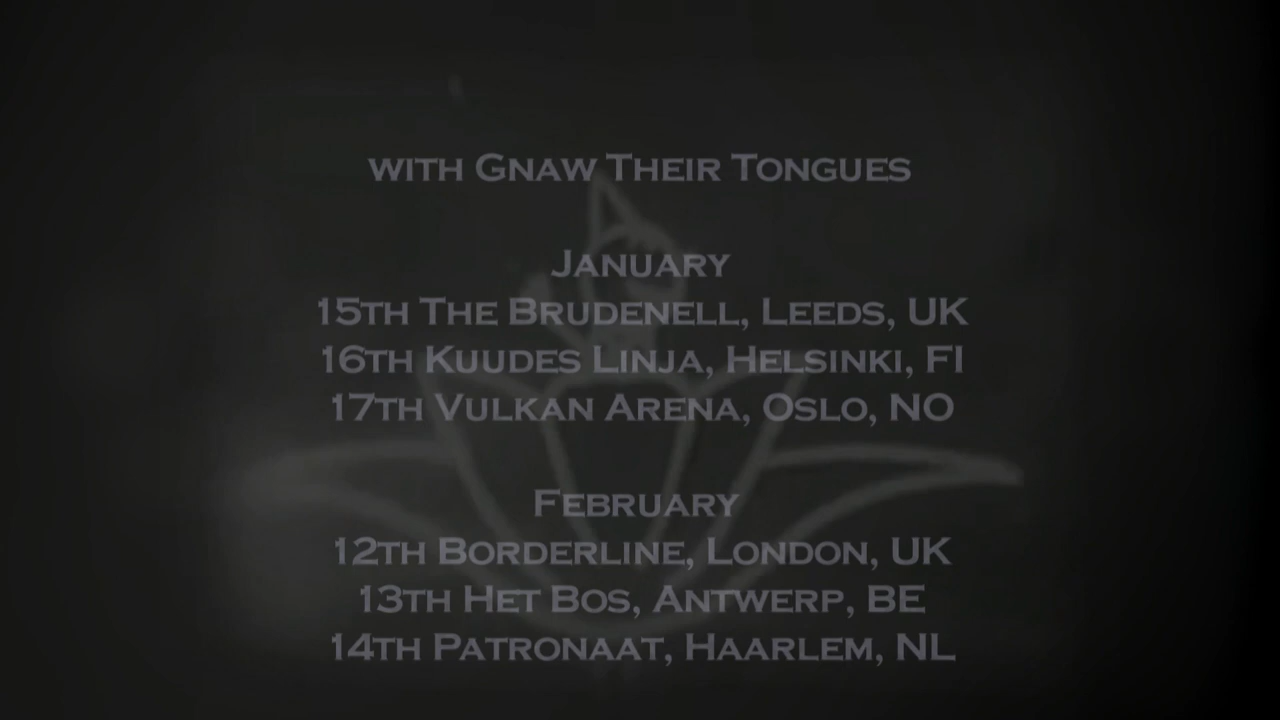 with Gnaw Their Tongues
January
15th The Brudenell, Leeds, UK
16th Kuudes Linja, Helsinki, FI
17th Vulkan Arena, Oslo, NO
February
12th Borderline, London, UK
13th Het Bos, Antwerp, BE
14th Patronaat, Haarlem, NL